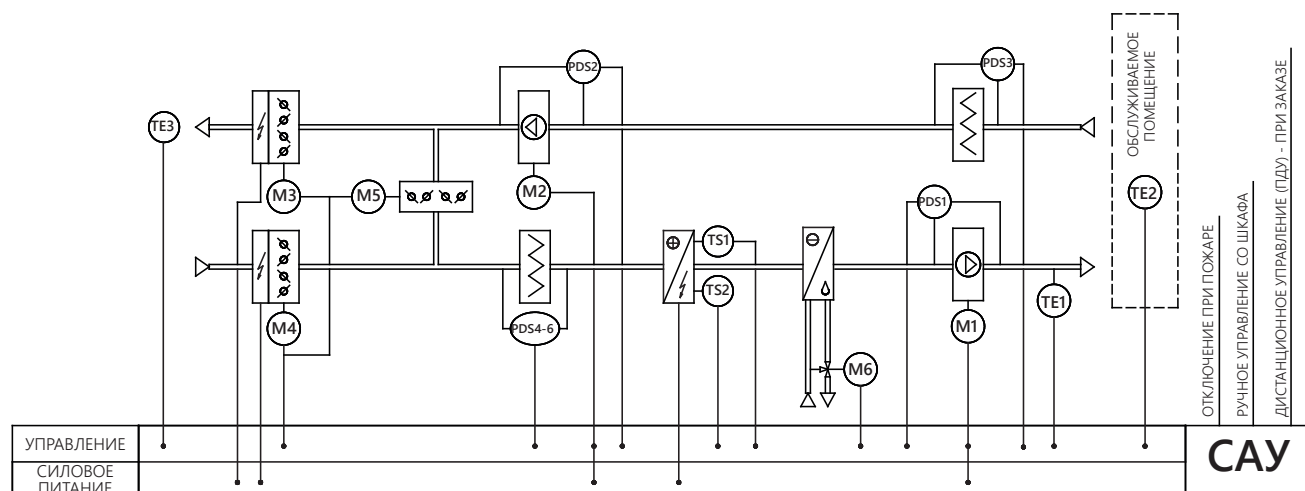 PDS2
PDS3
ОБСЛУЖИВАЕМОЕ
ПОМЕЩЕНИЕ
TE3
M3
M5
M2
PDS1
TE2
TS1
TS2
M4
PDS4-6
M1
TE1
M6
ОТКЛЮЧЕНИЕ ПРИ ПОЖАРЕ
РУЧНОЕ УПРАВЛЕНИЕ СО ШКАФА
ДИСТАНЦИОННОЕ УПРАВЛЕНИЕ (ПДУ) - ПРИ ЗАКАЗЕ
УПРАВЛЕНИЕ
СИЛОВОЕ
ПИТАНИЕ
САУ